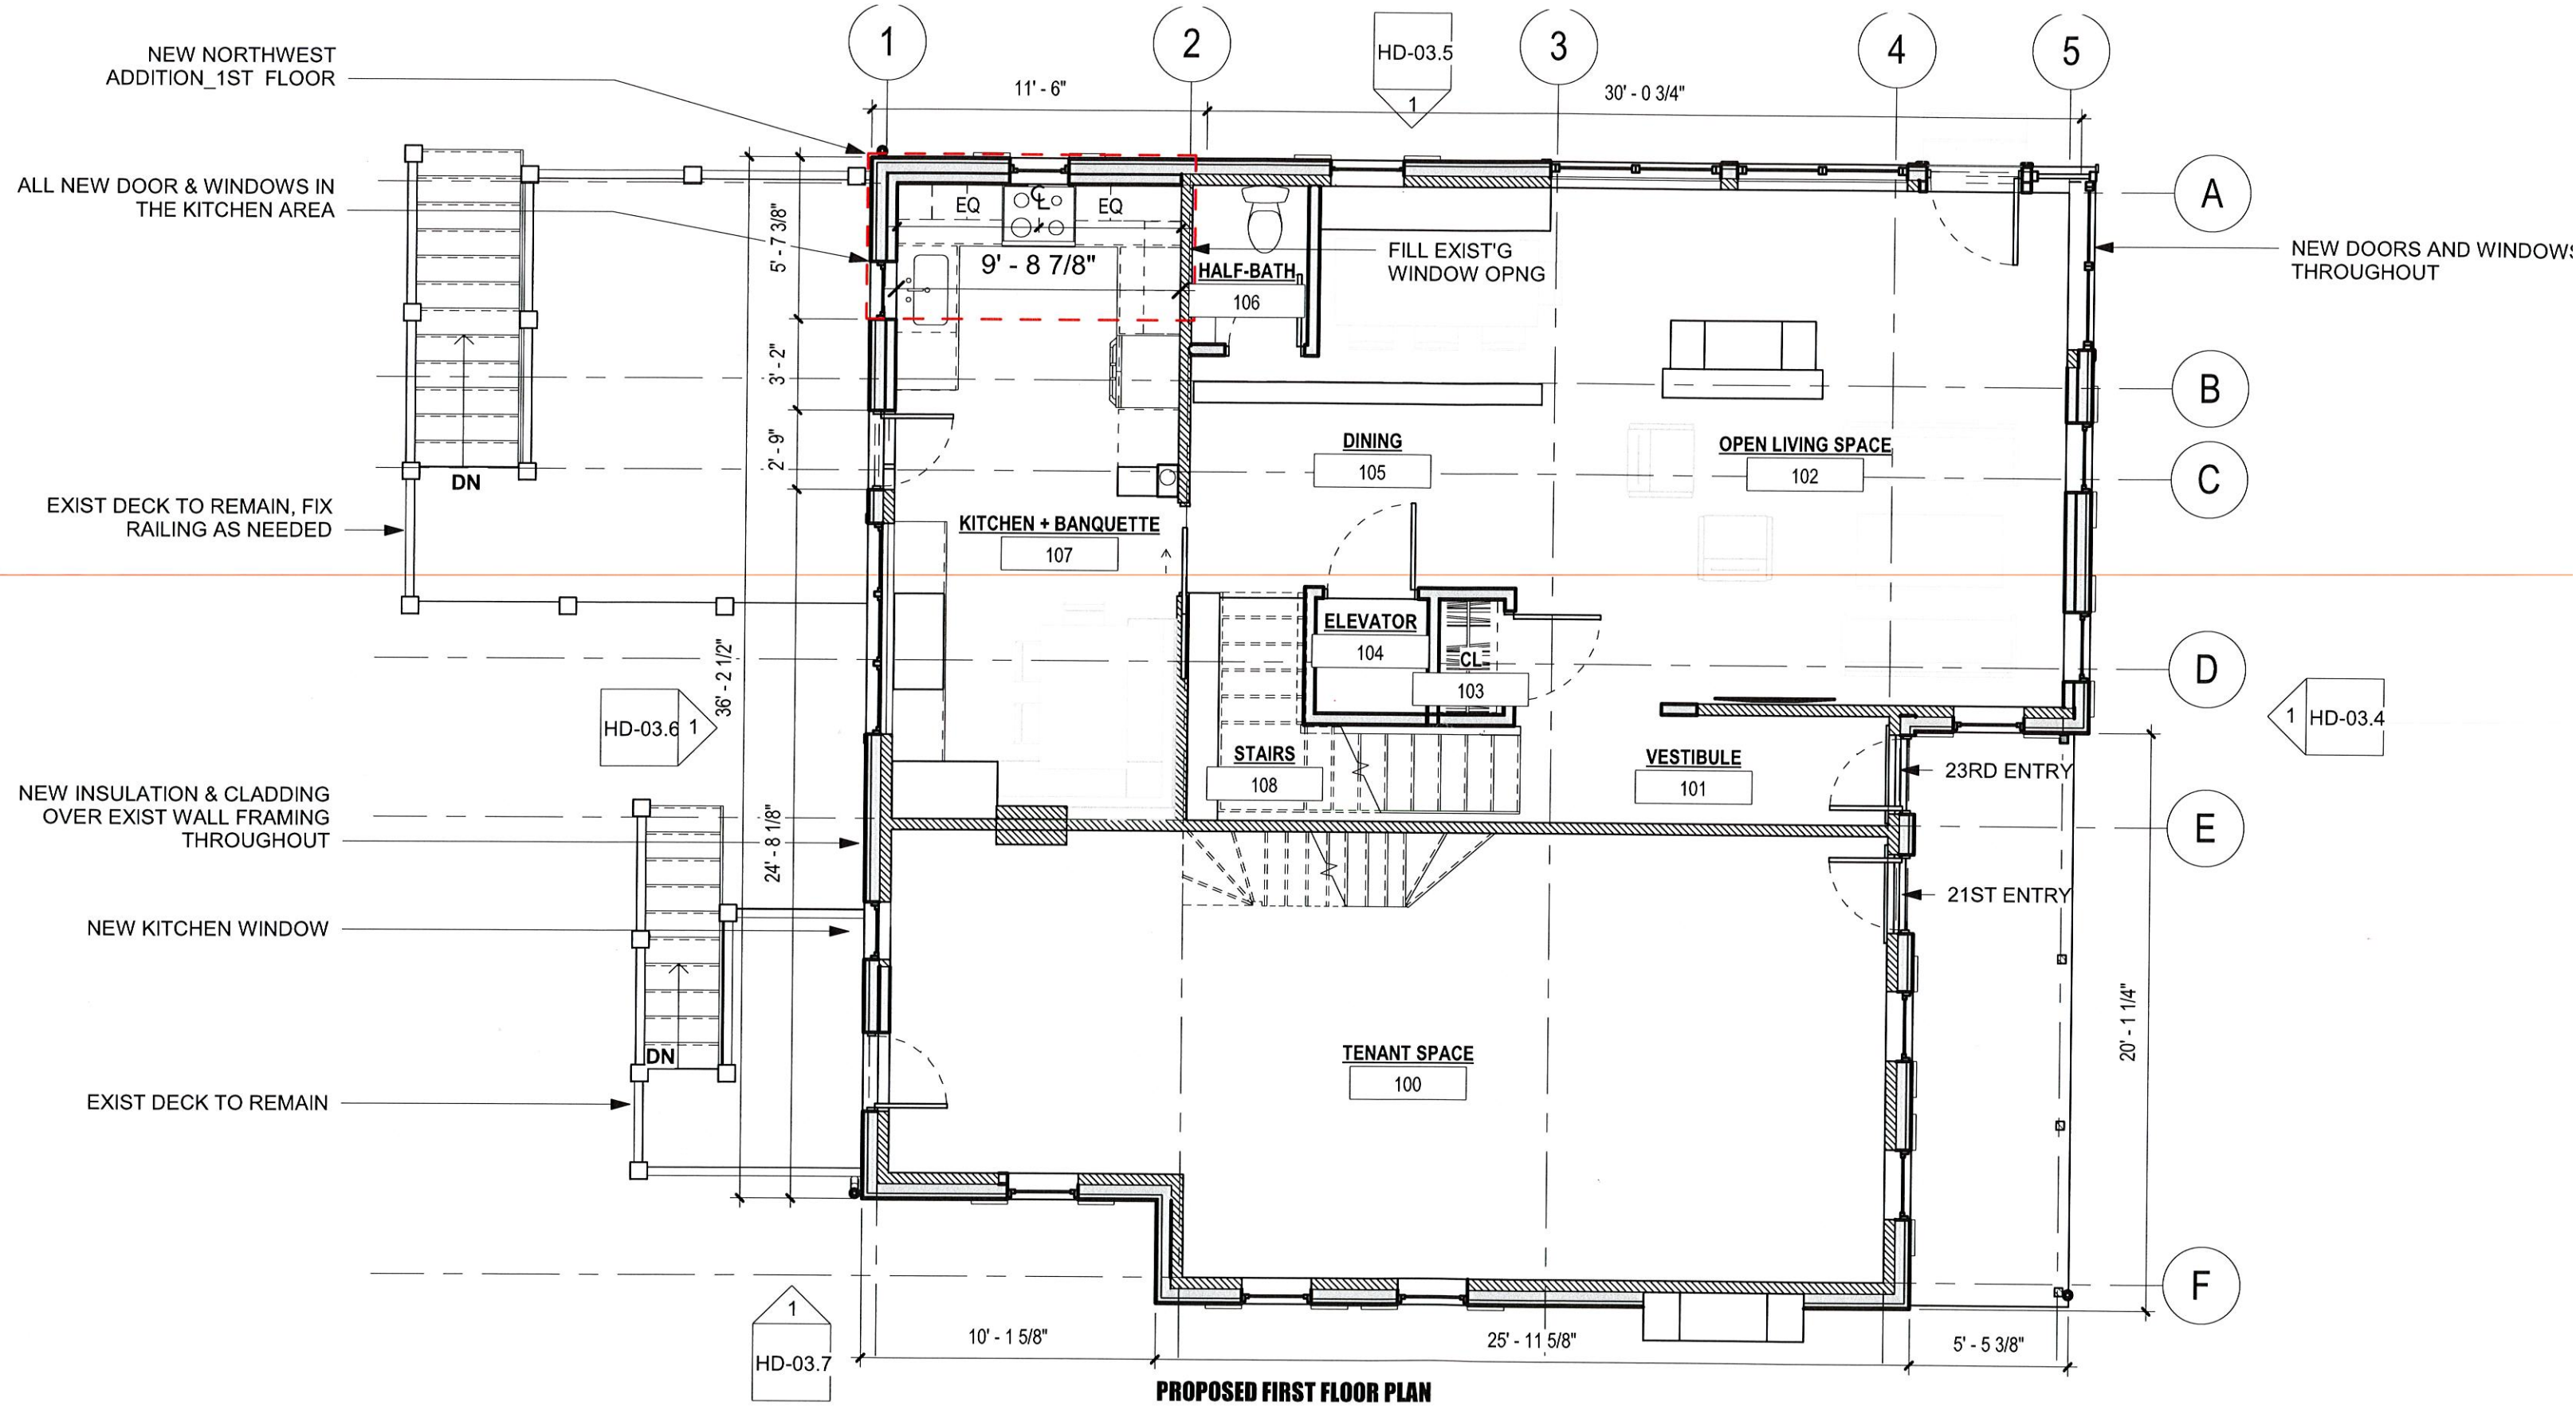 1
2
3
4
5
HD-03.5
1
11' - 6"
30' - 0 3/4"
NEW NORTHWEST
ADDITION_1ST FLOOR
ALL NEW DOOR & WINDOWS IN
THE KITCHEN AREA
A
EQ
CL
EQ
5' - 7 3/8"
9' - 8 7/8"
HALF-BATH
106
FILL EXIST'G
WINDOW OPNG
NEW DOORS AND WINDOWS
THROUGHOUT
3' - 2"
B
2' - 9"
DINING
105
OPEN LIVING SPACE
102
C
DN
EXIST DECK TO REMAIN, FIX
RAILING AS NEEDED
KITCHEN + BANQUETTE
107
ELEVATOR
104
CL
103
D
36' - 2 1/2"
HD-03.6
1
1
HD-03.4
STAIRS
108
VESTIBULE
101
23RD ENTRY
NEW INSULATION & CLADDING
OVER EXIST WALL FRAMING
THROUGHOUT
24' - 8 1/8"
E
21ST ENTRY
NEW KITCHEN WINDOW
20' - 1 1/4"
DN
TENANT SPACE
100
EXIST DECK TO REMAIN
F
1
HD-03.7
10' - 1 5/8"
25' - 11 5/8"
5' - 5 3/8"
PROPOSED FIRST FLOOR PLAN